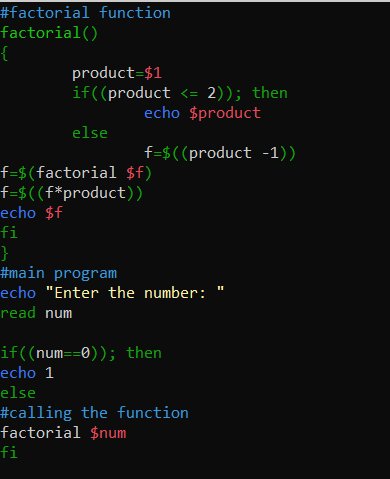 #factorial function
factorial()
{
        product=$1
        if((product <= 2)); then
                echo $product
        else
                f=$((product -1))
f=$(factorial $f)
f=$((f*product))
echo $f
fi
}
#main program
echo "Enter the number: "
read num

if((num==0)); then
echo 1
else
#calling the function
factorial $num
fi